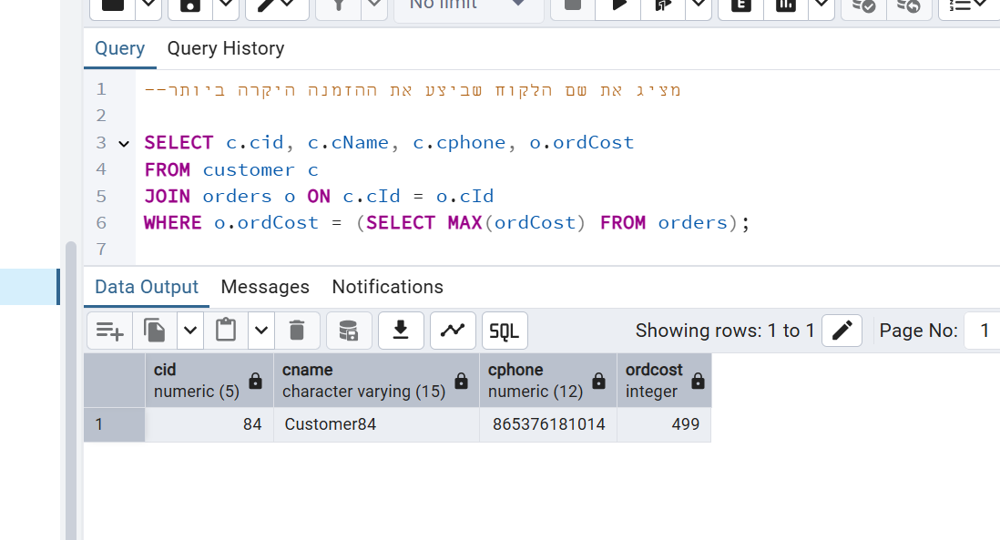 No limit
E
Query
Query History
1 --מציג את שם הלקוח שביצע את ההזמנה היקרה ביותר
2
3 SELECT c.cid, c.cName, c.cphone, o.ordCost
4 FROM customer c
5 JOIN orders o ON c.cId = o.cId
6 WHERE o.ordCost = (SELECT MAX(ordCost) FROM orders);
7
Data Output
Messages
Notifications
SQL
Showing rows: 1 to 1
Page No: 1
cid
numeric (5)
cname
character varying (15)
cphone
numeric (12)
ordcost
integer
1 84 Customer84 865376181014 499